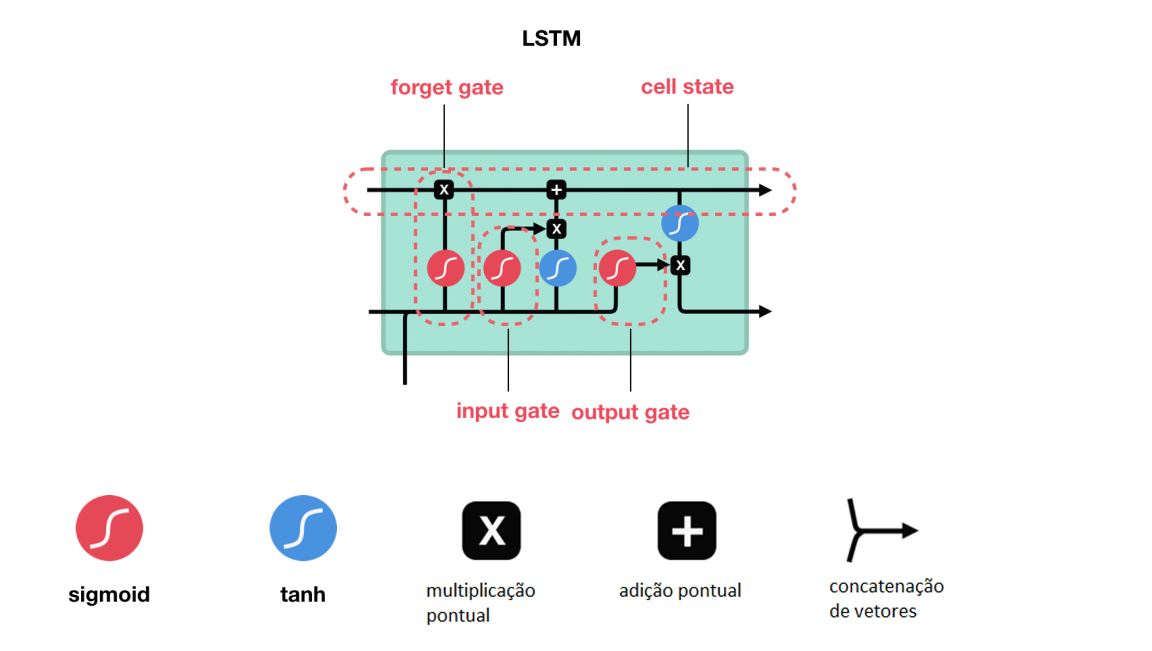 LSTM
forget gate
cell state
X
+
X
X
input gate
output gate
X
+
sigmoid
tanh
multiplicação
pontual
adição pontual
concatenação
de vetores